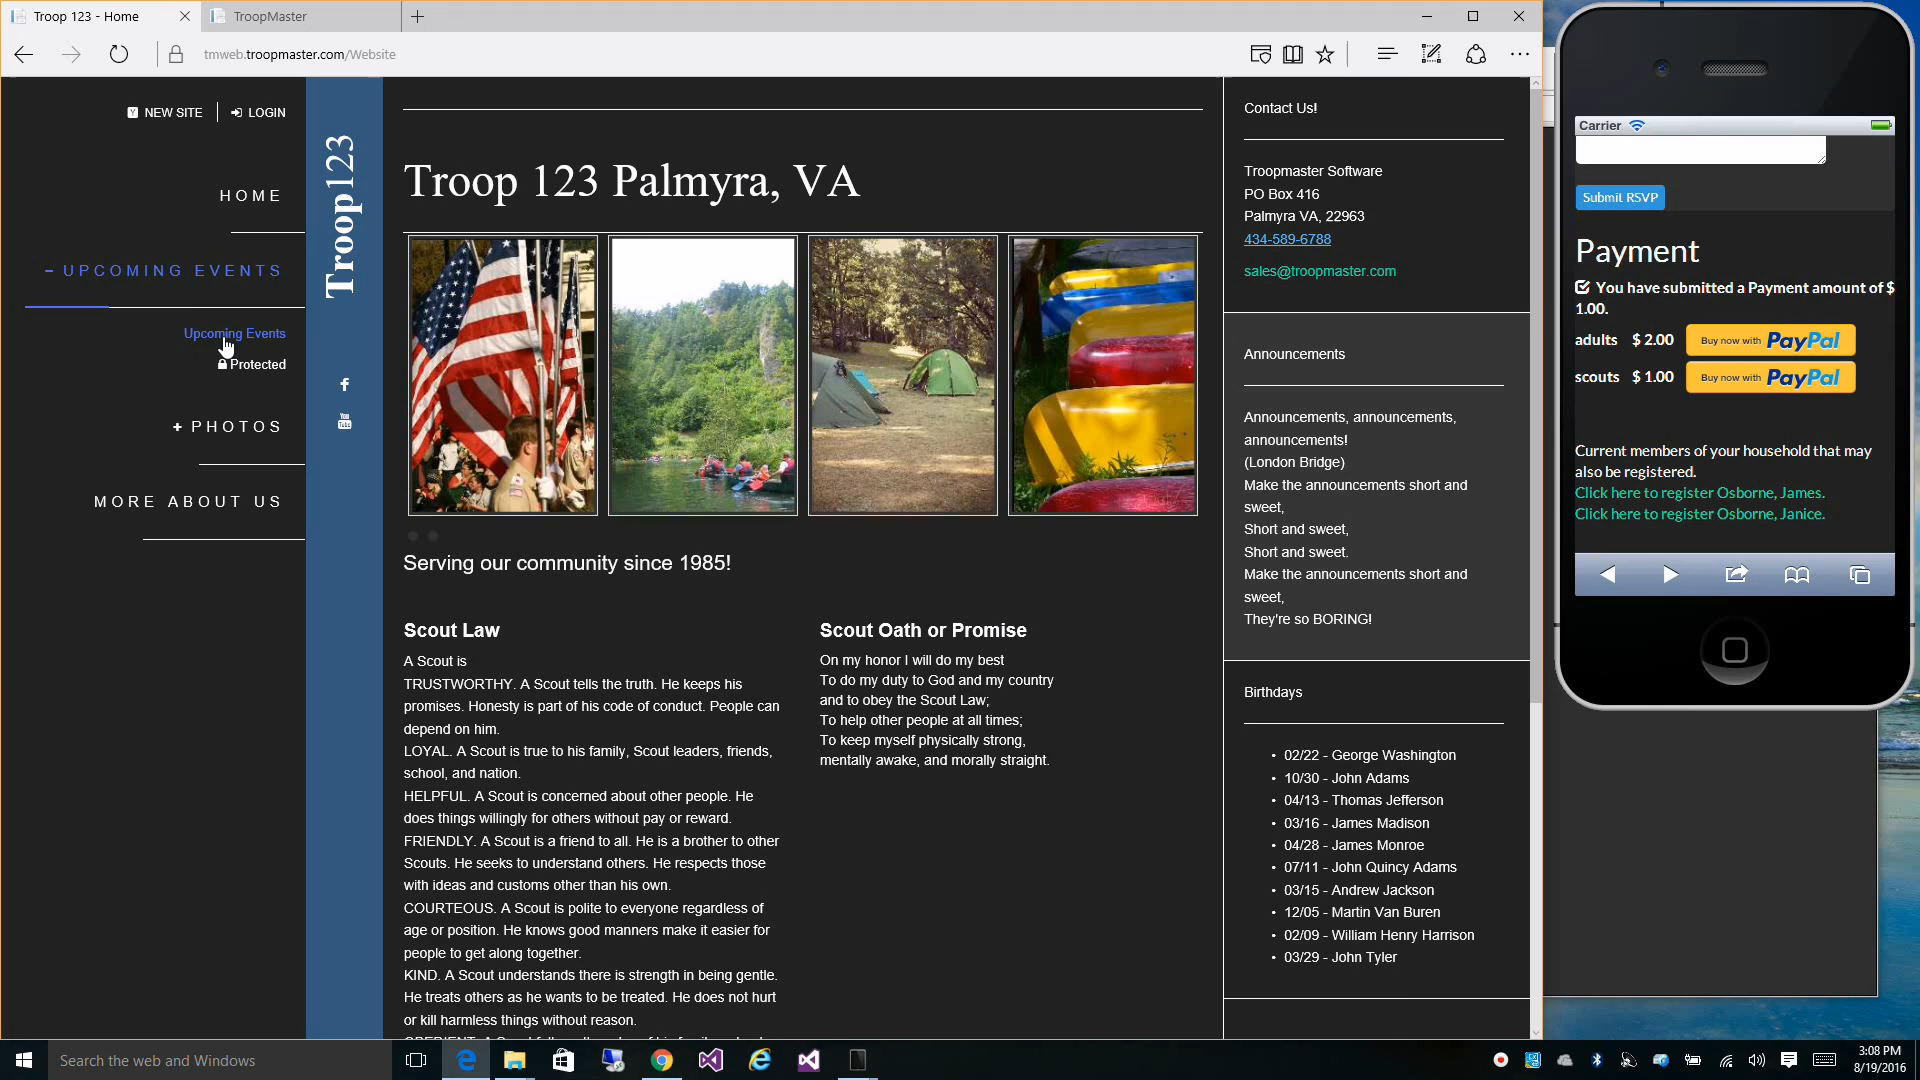 Troop 123 - Home
TroopMaster
tmweb.troopmaster.com/Website
NEW SITE
LOGIN
HOME
– UPCOMING EVENTS
Upcoming Events
Protected
+ PHOTOS
MORE ABOUT US
Troop123
You
Tube
Troop 123 Palmyra, VA
Serving our community since 1985!
Scout Law
A Scout is
TRUSTWORTHY. A Scout tells the truth. He keeps his
promises. Honesty is part of his code of conduct. People can
depend on him.
LOYAL. A Scout is true to his family, Scout leaders, friends,
school, and nation.
HELPFUL. A Scout is concerned about other people. He
does things willingly for others without pay or reward.
FRIENDLY. A Scout is a friend to all. He is a brother to other
Scouts. He seeks to understand others. He respects those
with ideas and customs other than his own.
COURTEOUS. A Scout is polite to everyone regardless of
age or position. He knows good manners make it easier for
people to get along together.
KIND. A Scout understands there is strength in being gentle.
He treats others as he wants to be treated. He does not hurt
or kill harmless things without reason.
Scout Oath or Promise
On my honor I will do my best
To do my duty to God and my country
and to obey the Scout Law;
To help other people at all times;
To keep myself physically strong,
mentally awake, and morally straight.
Contact Us!
Troopmaster Software
PO Box 416
Palmyra VA, 22963
434-589-6788
sales@troopmaster.com
Announcements
Announcements, announcements,
announcements!
(London Bridge)
Make the announcements short and
sweet,
Short and sweet,
Short and sweet.
Make the announcements short and
sweet,
They're so BORING!
Birthdays
• 02/22 - George Washington
• 10/30 - John Adams
• 04/13 - Thomas Jefferson
• 03/16 - James Madison
• 04/28 - James Monroe
• 07/11 - John Quincy Adams
• 03/15 - Andrew Jackson
• 12/05 - Martin Van Buren
• 02/09 - William Henry Harrison
• 03/29 - John Tyler
Carrier
Submit RSVP
Payment
You have submitted a Payment amount of $
1.00.
adults $ 2.00 Buy now with PayPal
scouts $ 1.00 Buy now with PayPal
Current members of your household that may
also be registered.
Click here to register Osborne, James.
Click here to register Osborne, Janice.
Search the web and Windows
3:08 PM
8/19/2016